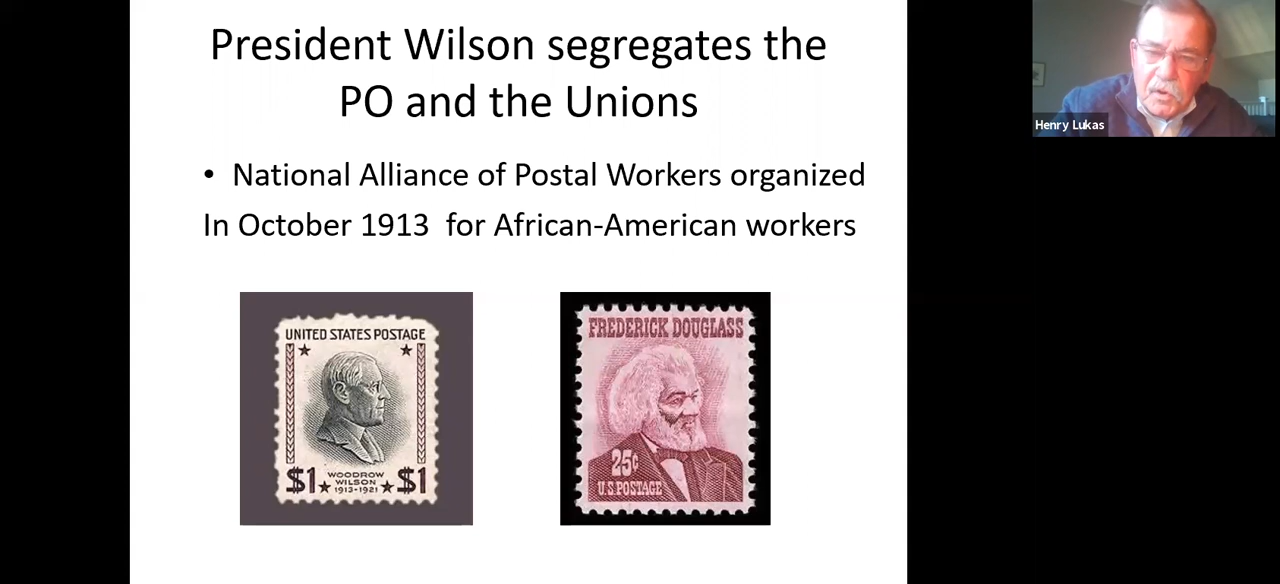 President Wilson segregates the
PO and the Unions
• National Alliance of Postal Workers organized
In October 1913 for African-American workers
UNITED STATES POSTAGE
$1 WOODROW WILSON 1913-1921 $1
FREDERICK DOUGLASS
25¢
U.S. POSTAGE
Henry Lukas